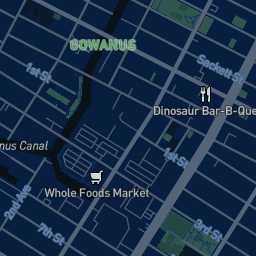 GOWANUS
Sackett St
1st St
Dinosaur Bar-B-Que
nus Canal
1st St
Whole Foods Market
2nd Ave
7th St
3rd St